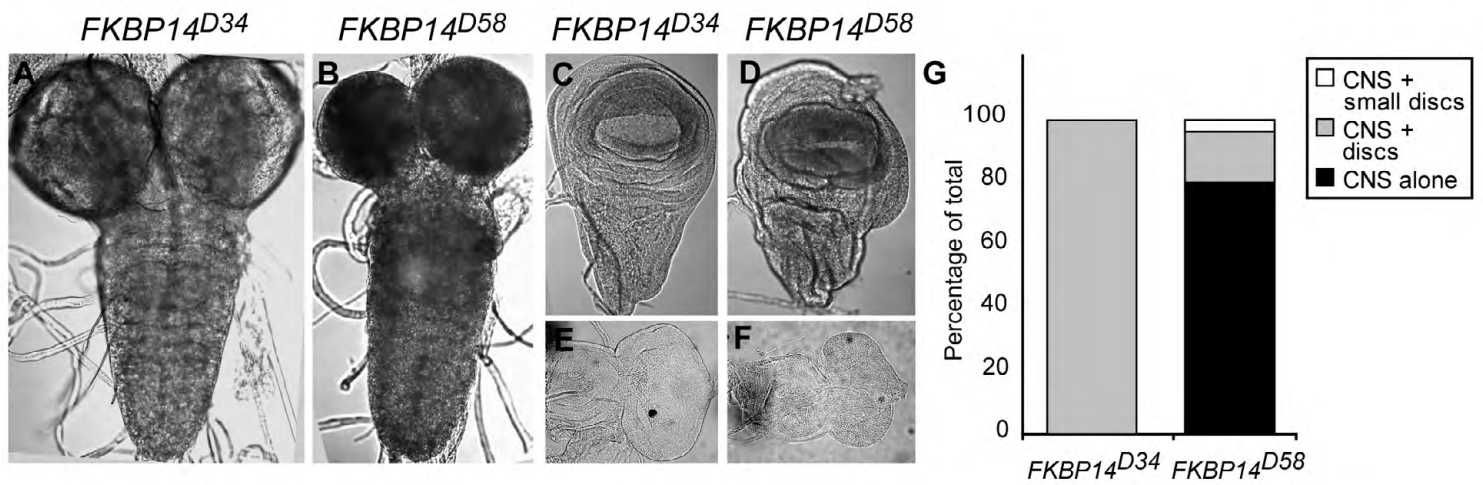 FKBP14D34
FKBP14D58
FKBP14D34
FKBP14D58
A
B
C
D
E
F
G
Percentage of total
100
80
60
40
20
0
FKBP14D34
FKBP14D58
CNS +
small discs
CNS +
discs
CNS alone